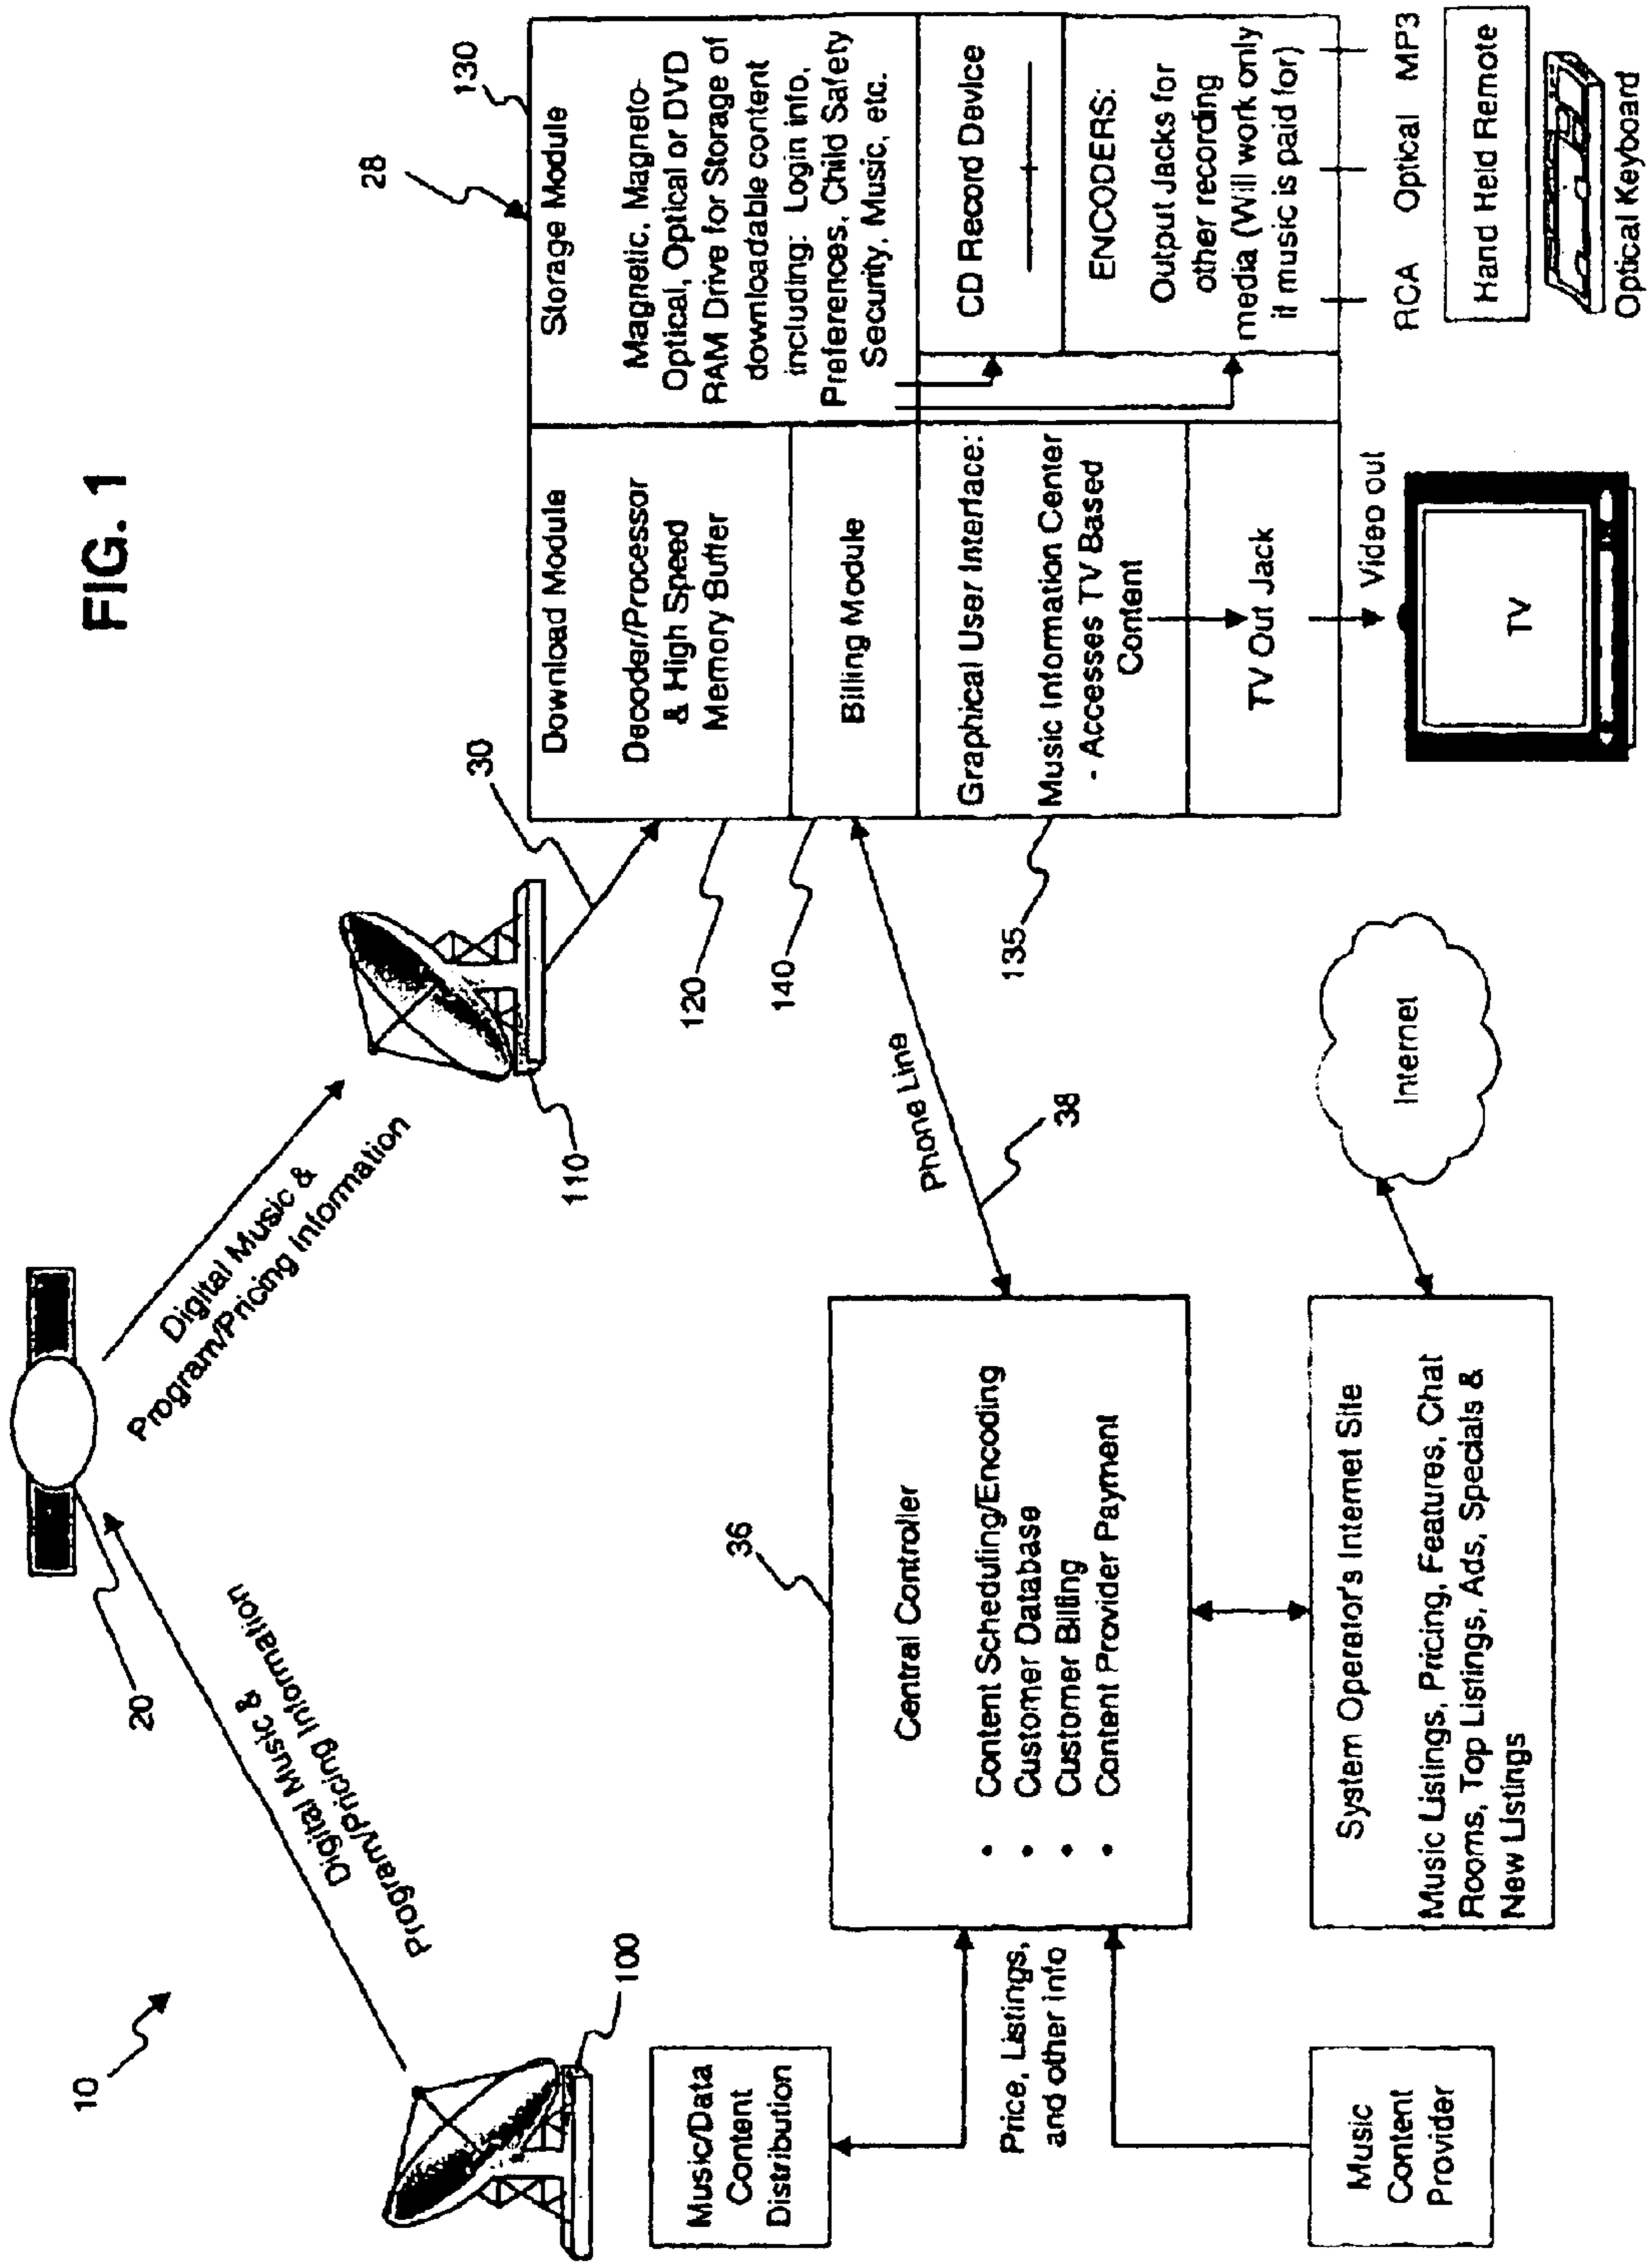 FIG. 1
10
20
Digital Music &
Program/Pricing Information
Digital Music &
Program/Pricing Information
100
110
30
28
130
120
140
135
36
38
Phone Line
Music/Data
Content
Distribution
Price, Listings,
and other info
Music
Content
Provider
Central Controller
• Content Scheduling/Encoding
• Customer Database
• Customer Billing
• Content Provider Payment
System Operator's Internet Site
Music Listings, Pricing, Features, Chat
Rooms, Top Listings, Ads, Specials &
New Listings
Internet
Download Module
Decoder/Processor
& High Speed
Memory Buffer
Billing Module
Graphical User Interface:
Music Information Center
- Accesses TV Based
Content
TV Out Jack
Video out
TV
Storage Module
Magnetic, Magneto-
Optical, Optical or DVD
RAM Drive for Storage of
downloadable content
including: Login info,
Preferences, Child Safety
Security, Music, etc.
CD Record Device
ENCODERS:
Output Jacks for
other recording
media (Will work only
if music is paid for)
RCA Optical MP3
Hand Held Remote
Optical Keyboard